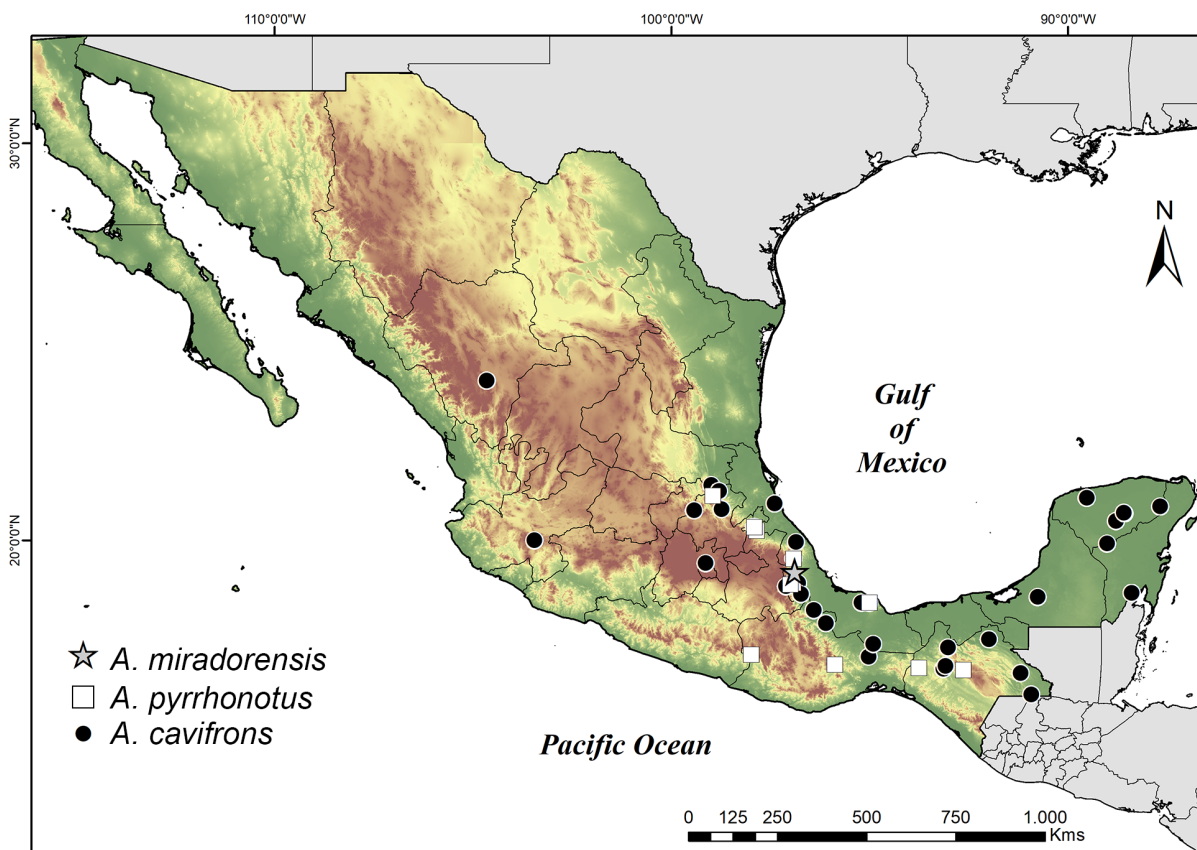 110°0'0"W
100°0'0"W
90°0'0"W
30°0'0"N
20°0'0"N
N
Gulf
of
Mexico
Pacific Ocean
A. miradorensis
A. pyrrhonotus
A. cavifrons
0 125 250 500 750 1.000
Kms